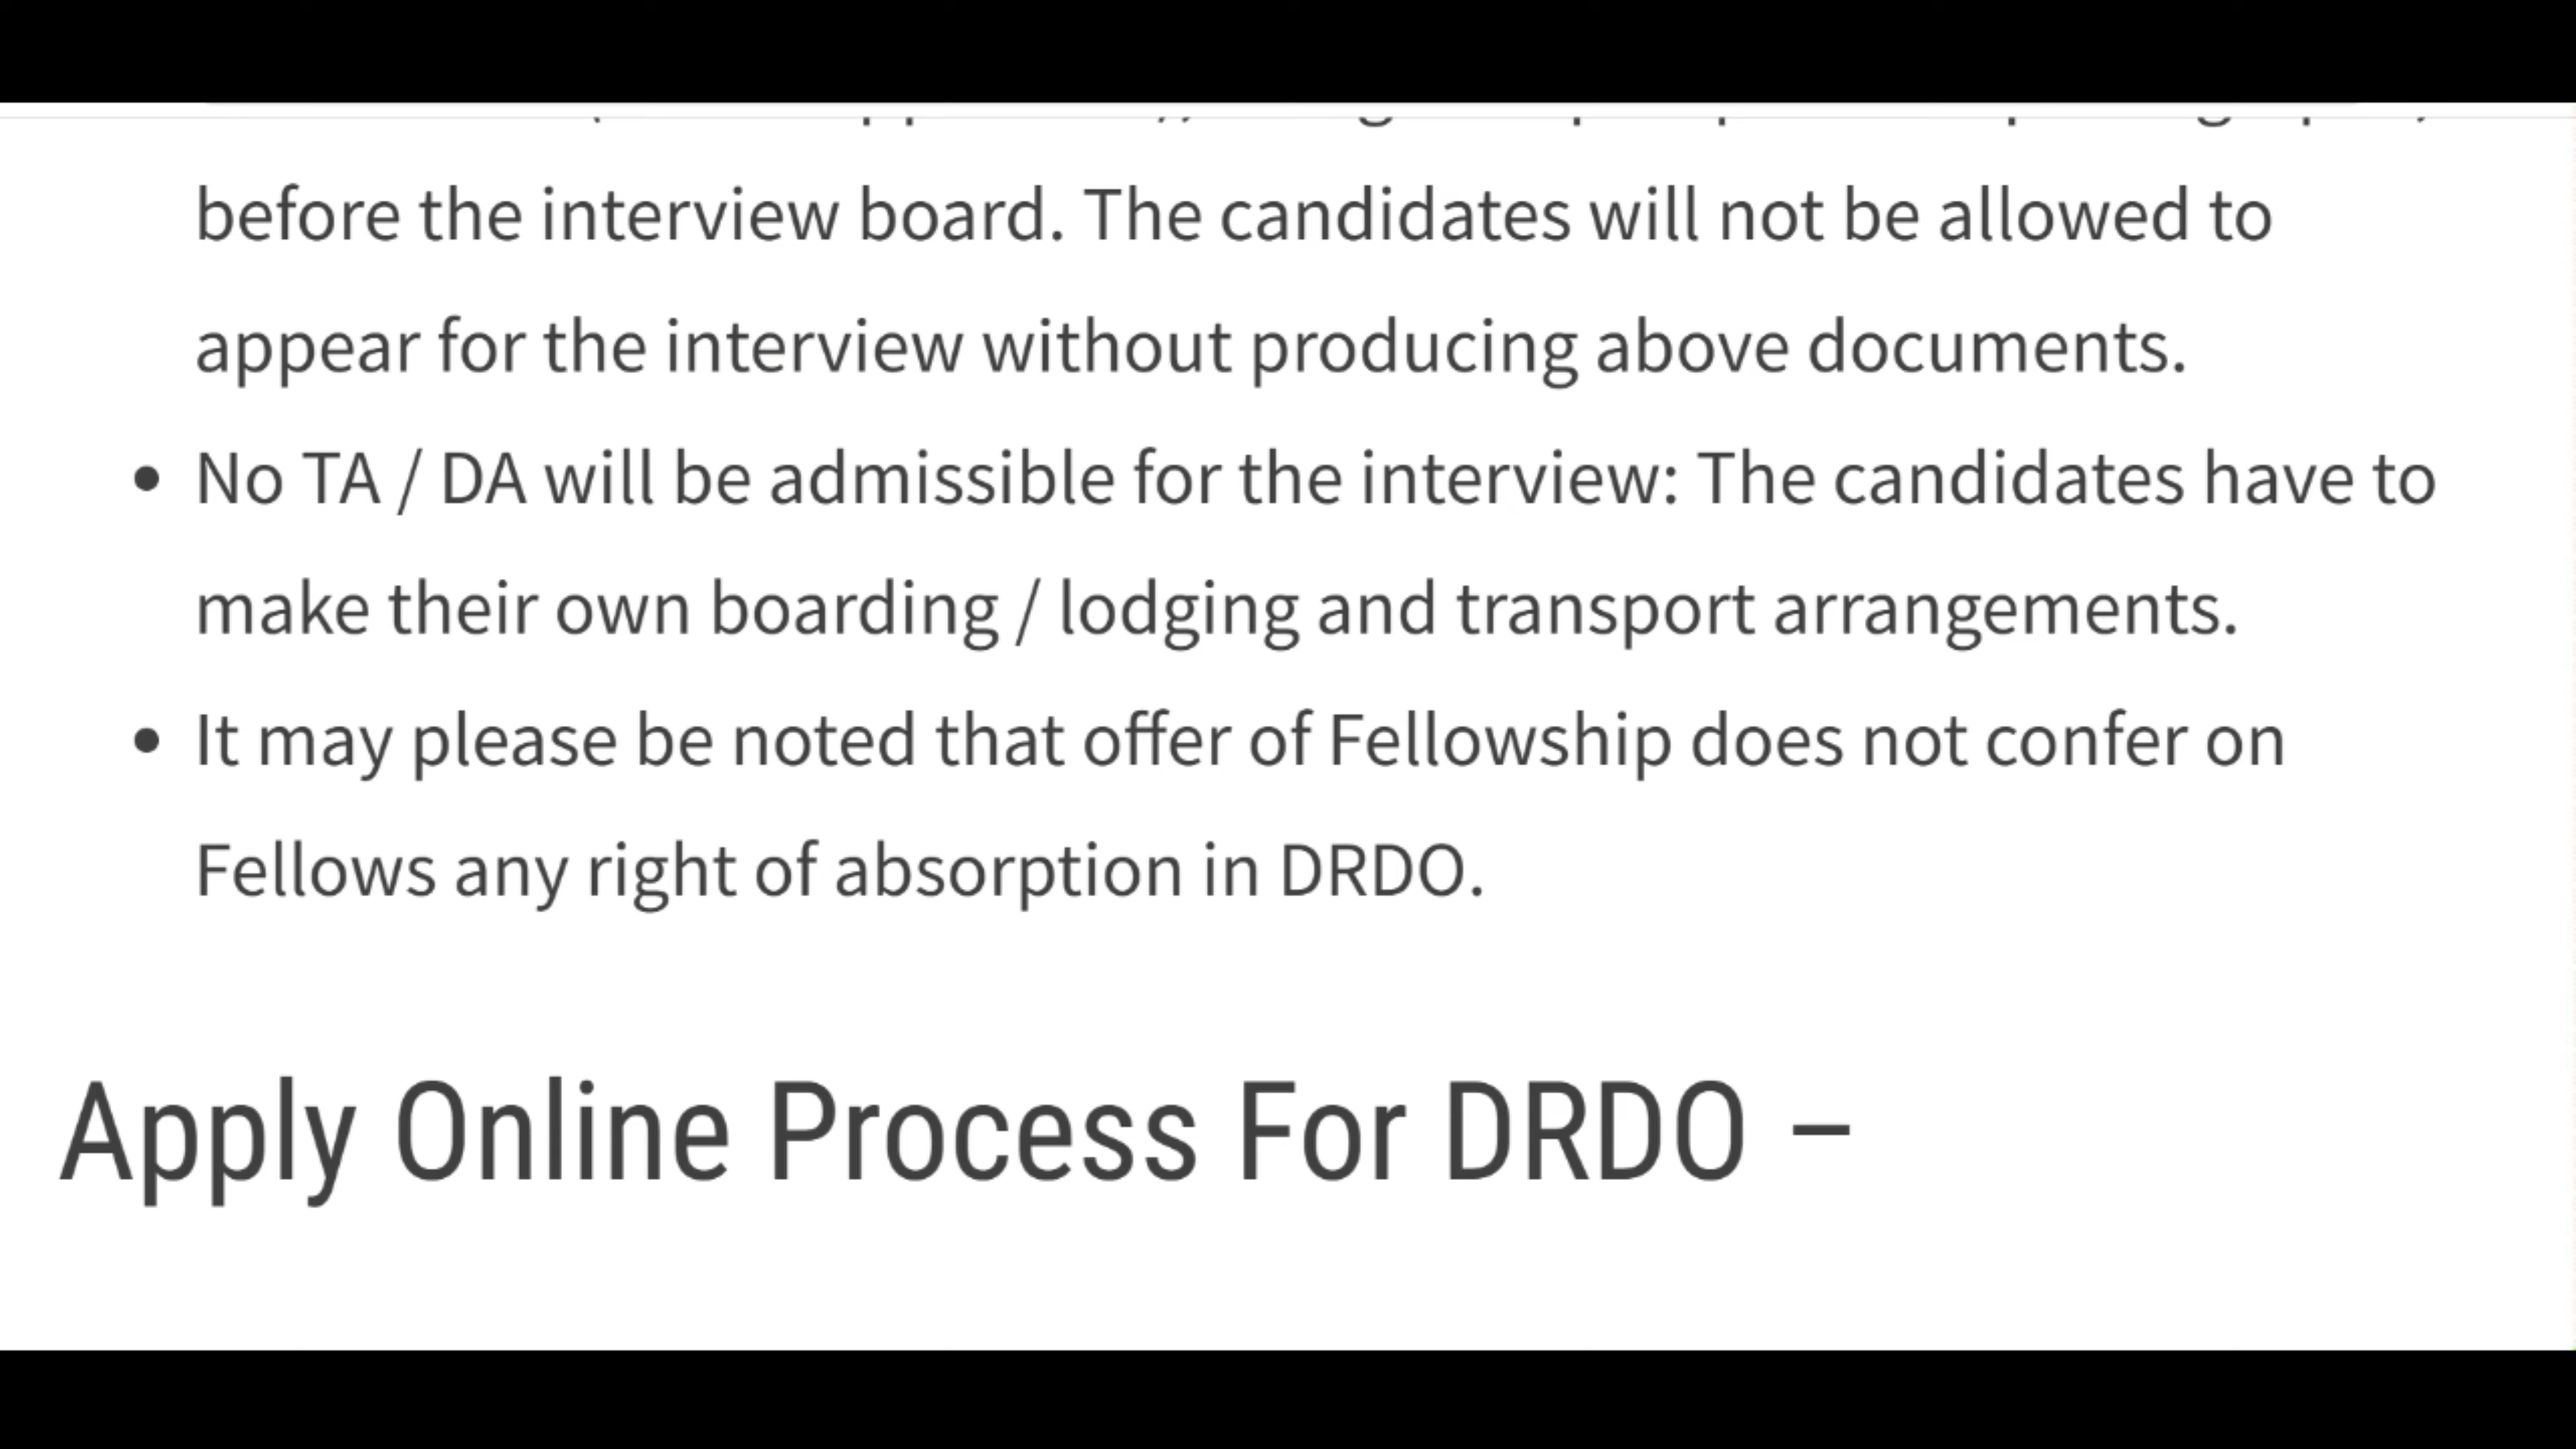 before the interview board. The candidates will not be allowed to
appear for the interview without producing above documents.
• No TA / DA will be admissible for the interview: The candidates have to
make their own boarding / lodging and transport arrangements.
• It may please be noted that offer of Fellowship does not confer on
Fellows any right of absorption in DRDO.
Apply Online Process For DRDO –